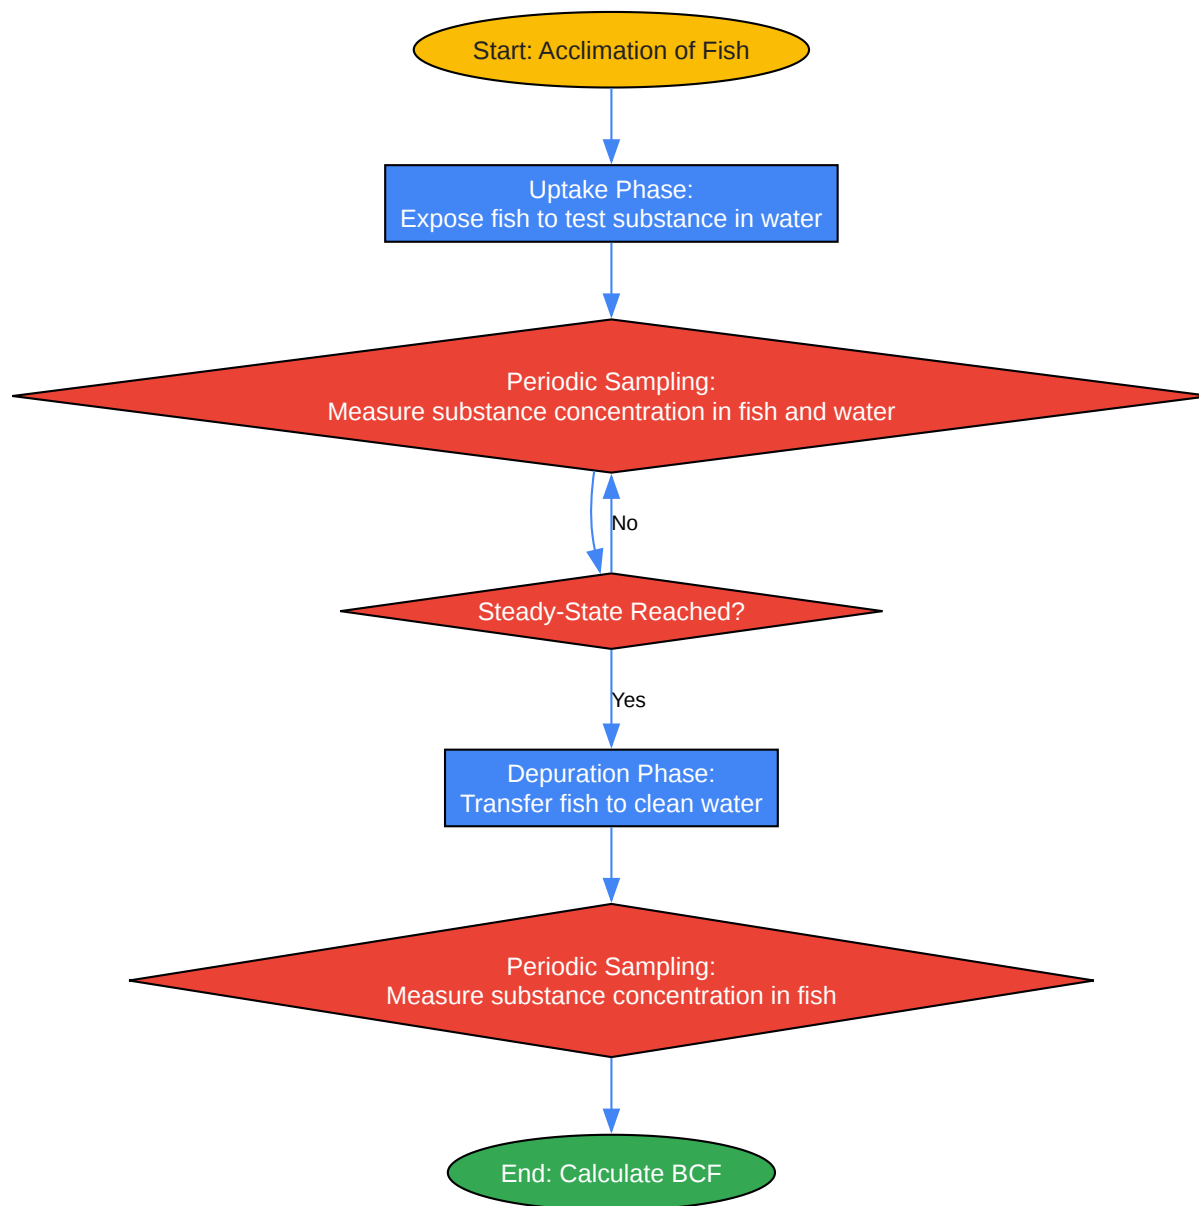 Start: Acclimation of Fish
Uptake Phase:
Expose fish to test substance in water
Periodic Sampling:
Measure substance concentration in fish and water
No
Steady-State Reached?
Yes
Depuration Phase:
Transfer fish to clean water
Periodic Sampling:
Measure substance concentration in fish
End: Calculate BCF